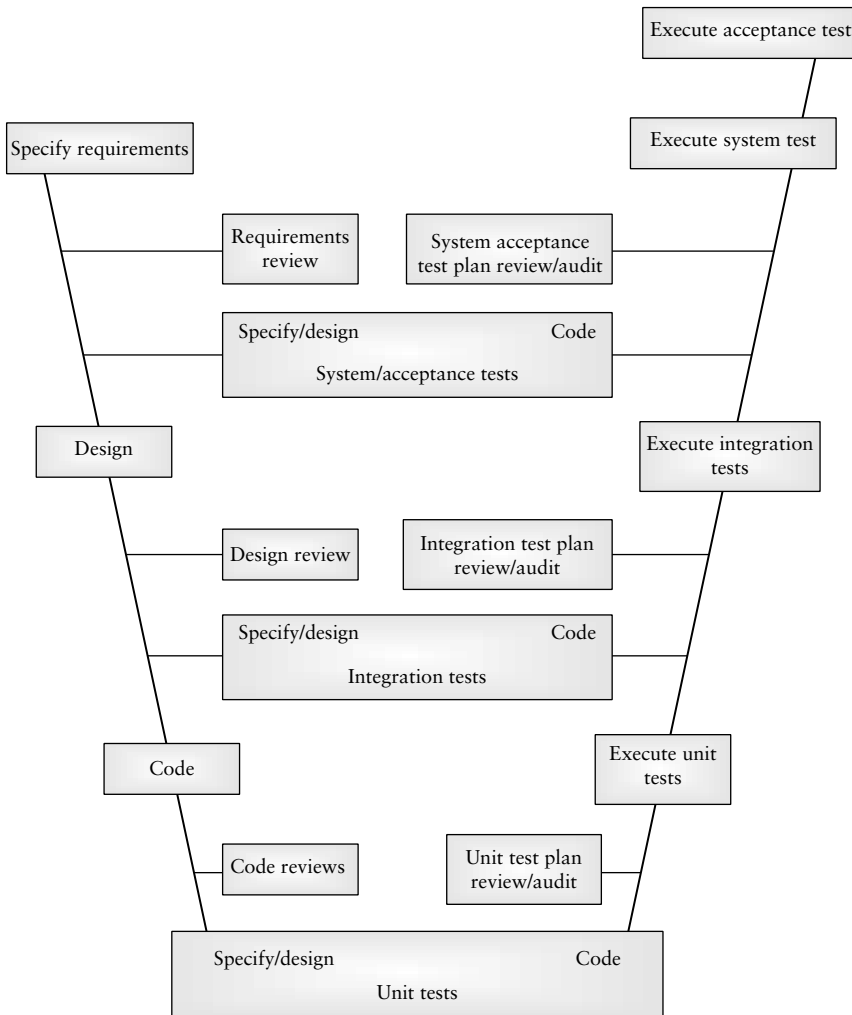 Execute acceptance test
Specify requirements
Execute system test
Requirements
review
System acceptance
test plan review/audit
Specify/design Code
System/acceptance tests
Design
Execute integration
tests
Design review
Integration test plan
review/audit
Specify/design Code
Integration tests
Code
Execute unit
tests
Code reviews
Unit test plan
review/audit
Specify/design Code
Unit tests